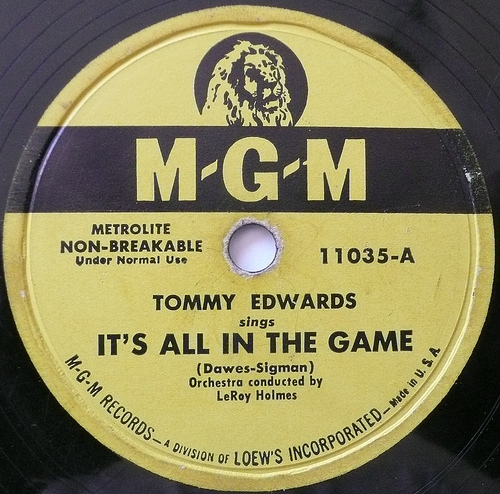 M-G-M
METROLITE
NON-BREAKABLE
Under Normal Use
11035-A
TOMMY EDWARDS
sings
IT'S ALL IN THE GAME
(Dawes-Sigman)
Orchestra conducted by
LeRoy Holmes
M-G-M RECORDS—A DIVISION OF LOEW'S INCORPORATED—Made in U. S. A.